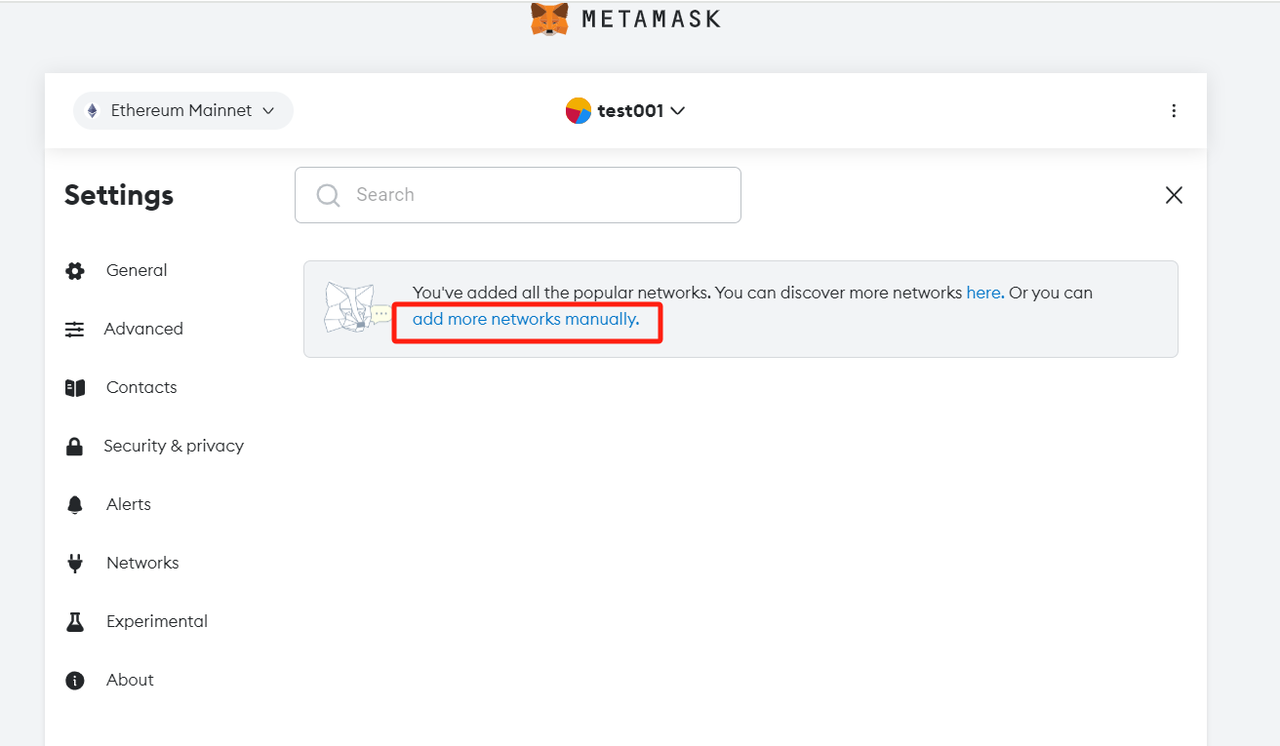 METAMASK
Ethereum Mainnet
test001
Settings
Search
You've added all the popular networks. You can discover more networks here. Or you can
add more networks manually.
General
Advanced
Contacts
Security & privacy
Alerts
Networks
Experimental
About